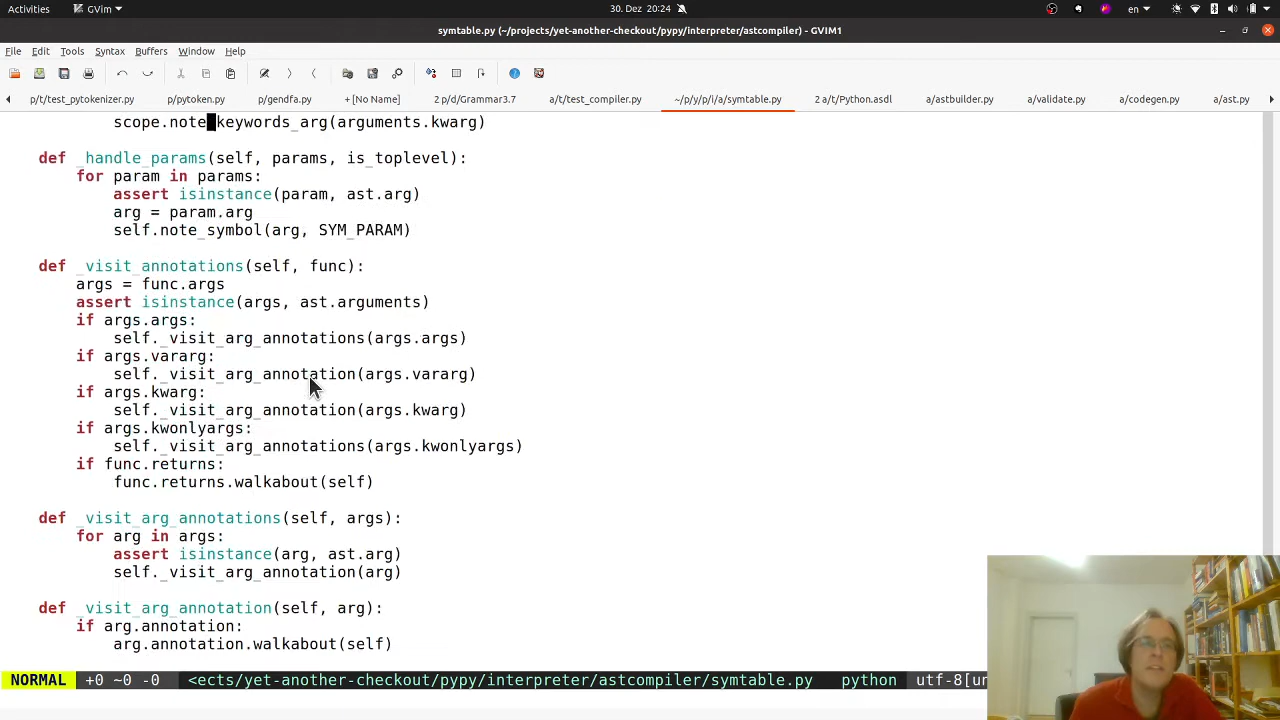 Activities GVim 30. Dez 20:24 en
symtable.py (~/projects/yet-another-checkout/pypy/interpreter/astcompiler) - GVIM1
File Edit Tools Syntax Buffers Window Help
p/t/test_pytokenizer.py p/pytoken.py p/gendfa.py + [No Name] 2 p/d/Grammar3.7 a/t/test_compiler.py ~/p/y/p/i/a/symtable.py 2 a/t/Python.asdl a/astbuilder.py a/validate.py a/codegen.py a/ast.py
scope.note_keywords_arg(arguments.kwarg)
def _handle_params(self, params, is_toplevel):
for param in params:
assert isinstance(param, ast.arg)
arg = param.arg
self.note_symbol(arg, SYM_PARAM)
def _visit_annotations(self, func):
args = func.args
assert isinstance(args, ast.arguments)
if args.args:
self._visit_arg_annotations(args.args)
if args.vararg:
self._visit_arg_annotation(args.vararg)
if args.kwarg:
self._visit_arg_annotation(args.kwarg)
if args.kwonlyargs:
self._visit_arg_annotations(args.kwonlyargs)
if func.returns:
func.returns.walkabout(self)
def _visit_arg_annotations(self, args):
for arg in args:
assert isinstance(arg, ast.arg)
self._visit_arg_annotation(arg)
def _visit_arg_annotation(self, arg):
if arg.annotation:
arg.annotation.walkabout(self)
NORMAL +0 ~0 -0 <ects/yet-another-checkout/pypy/interpreter/astcompiler/symtable.py python utf-8[un